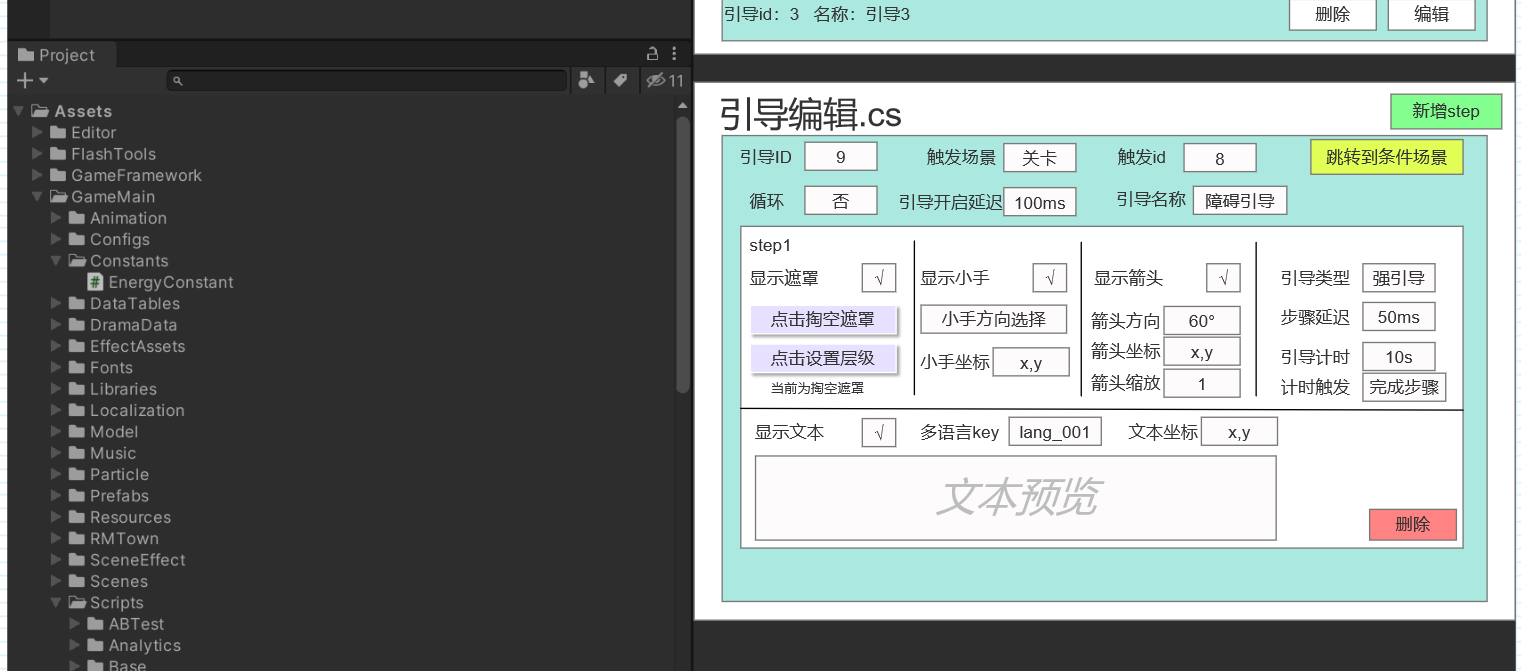 Project
11
Assets
Editor
FlashTools
GameFramework
GameMain
Animation
Configs
Constants
EnergyConstant
DataTables
DramaData
EffectAssets
Fonts
Libraries
Localization
Model
Music
Particle
Prefabs
Resources
RMTown
SceneEffect
Scenes
Scripts
ABTest
Analytics
Base
引导id：3 名称：引导3 删除 编辑
引导编辑.cs 新增step
引导ID 9 触发场景 关卡 触发id 8 跳转到条件场景
循环 否 引导开启延迟 100ms 引导名称 障碍引导
step1
显示遮罩 √ 显示小手 √ 显示箭头 √ 引导类型 强引导
点击掏空遮罩 小手方向选择 箭头方向 60° 步骤延迟 50ms
点击设置层级 小手坐标 x,y 箭头坐标 x,y 引导计时 10s
当前为掏空遮罩 箭头缩放 1 计时触发 完成步骤
显示文本 √ 多语言key lang_001 文本坐标 x,y
文本预览
删除